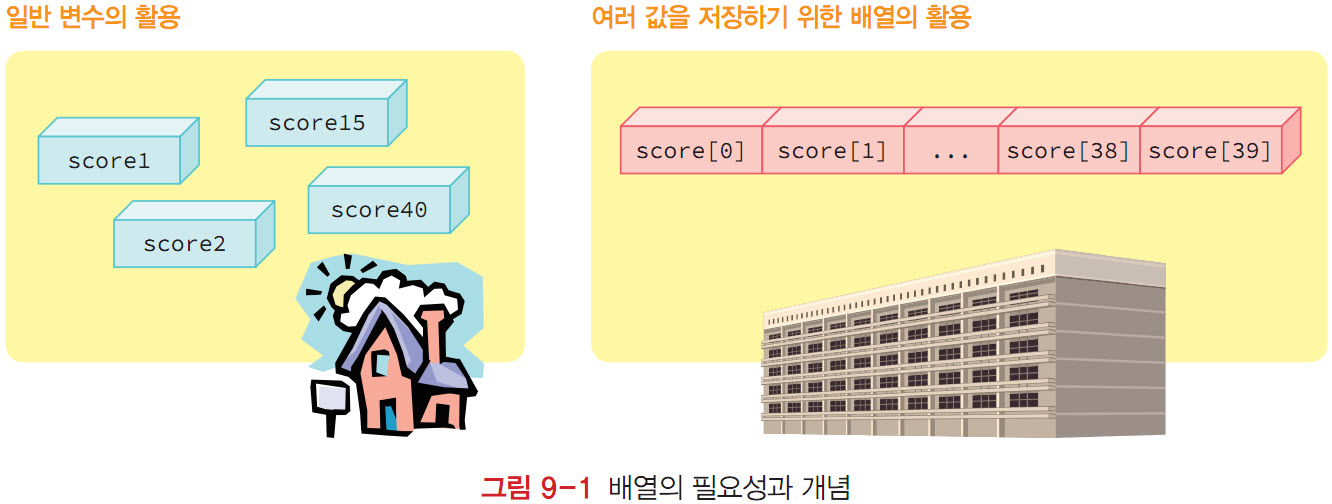 일반 변수의 활용
score1
score15
score2
score40
여러 값을 저장하기 위한 배열의 활용
score[0] score[1] ... score[38] score[39]
그림 9-1 배열의 필요성과 개념